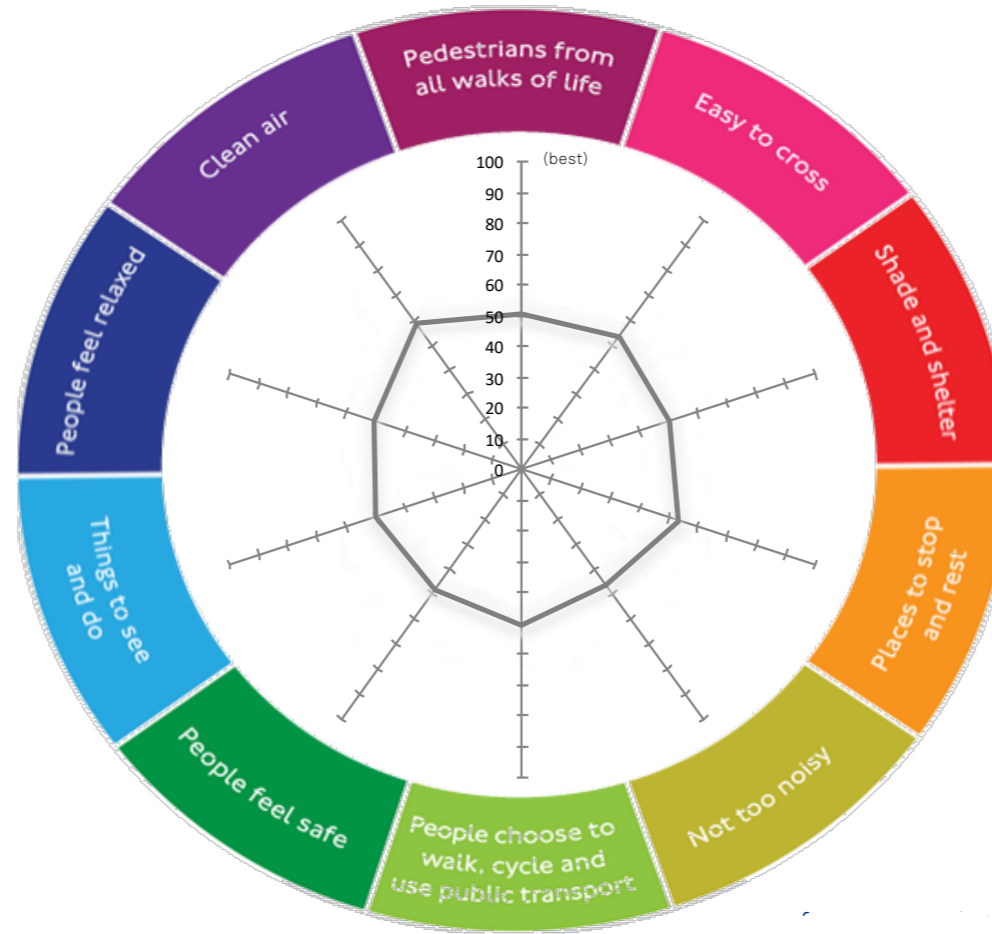 Pedestrians from
all walks of life
Easy to cross
Shade and shelter
Places to stop
and rest
Not too noisy
People choose to
walk, cycle and
use public transport
People feel safe
Things to see
and do
People feel relaxed
Clean air
100
(best)
90
80
70
60
50
40
30
20
10
0